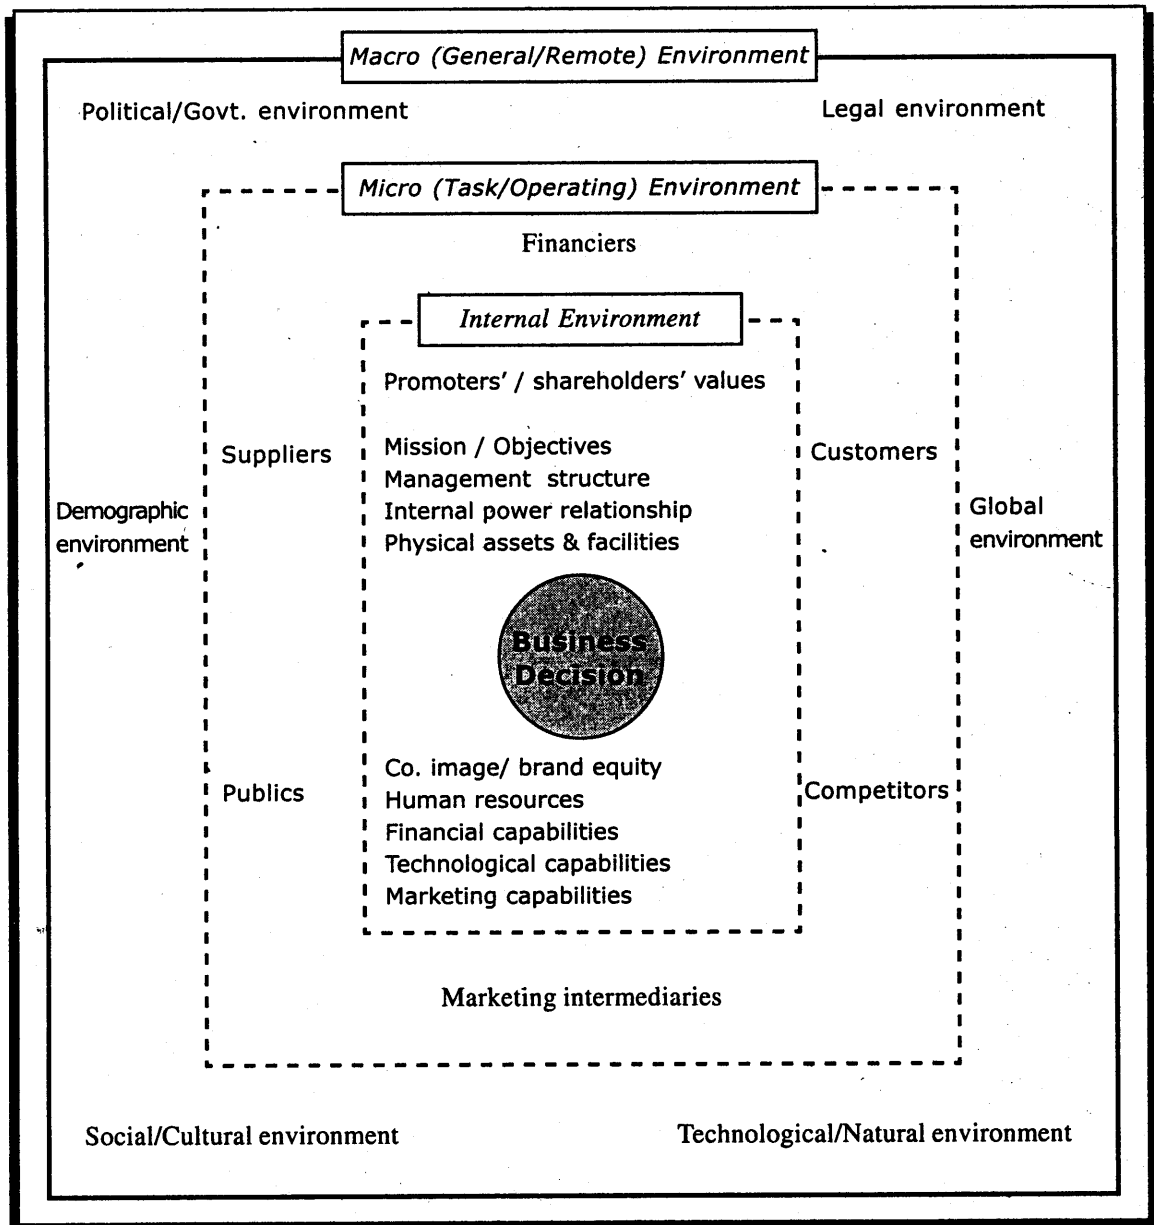 Macro (General/Remote) Environment
Political/Govt. environment
Legal environment
Micro (Task/Operating) Environment
Financiers
Internal Environment
Promoters' / shareholders' values
Suppliers
Mission / Objectives
Management structure
Internal power relationship
Physical assets & facilities
Customers
Demographic
environment
Global
environment
Business
Decision
Publics
Co. image/ brand equity
Human resources
Financial capabilities
Technological capabilities
Marketing capabilities
Competitors
Marketing intermediaries
Social/Cultural environment
Technological/Natural environment